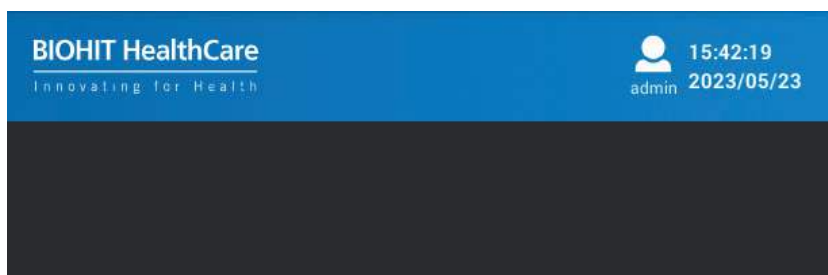 BIOHIT HealthCare
Innovating for Health
15:42:19
admin 2023/05/23